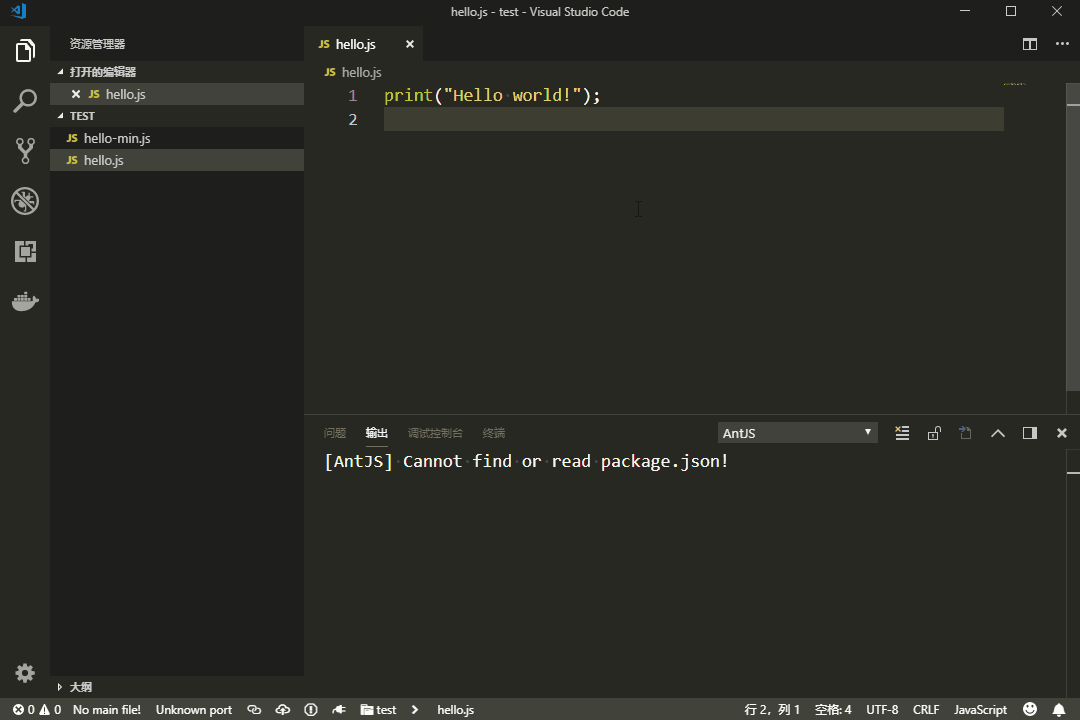 hello.js - test - Visual Studio Code
资源管理器
打开的编辑器
JS hello.js
TEST
JS hello-min.js
JS hello.js
大纲
JS hello.js
JS hello.js
1 print("Hello world!");
2
问题 输出 调试控制台 终端 AntJS
[AntJS] Cannot find or read package.json!
0 0 No main file! Unknown port test hello.js 行 2，列 1 空格: 4 UTF-8 CRLF JavaScript